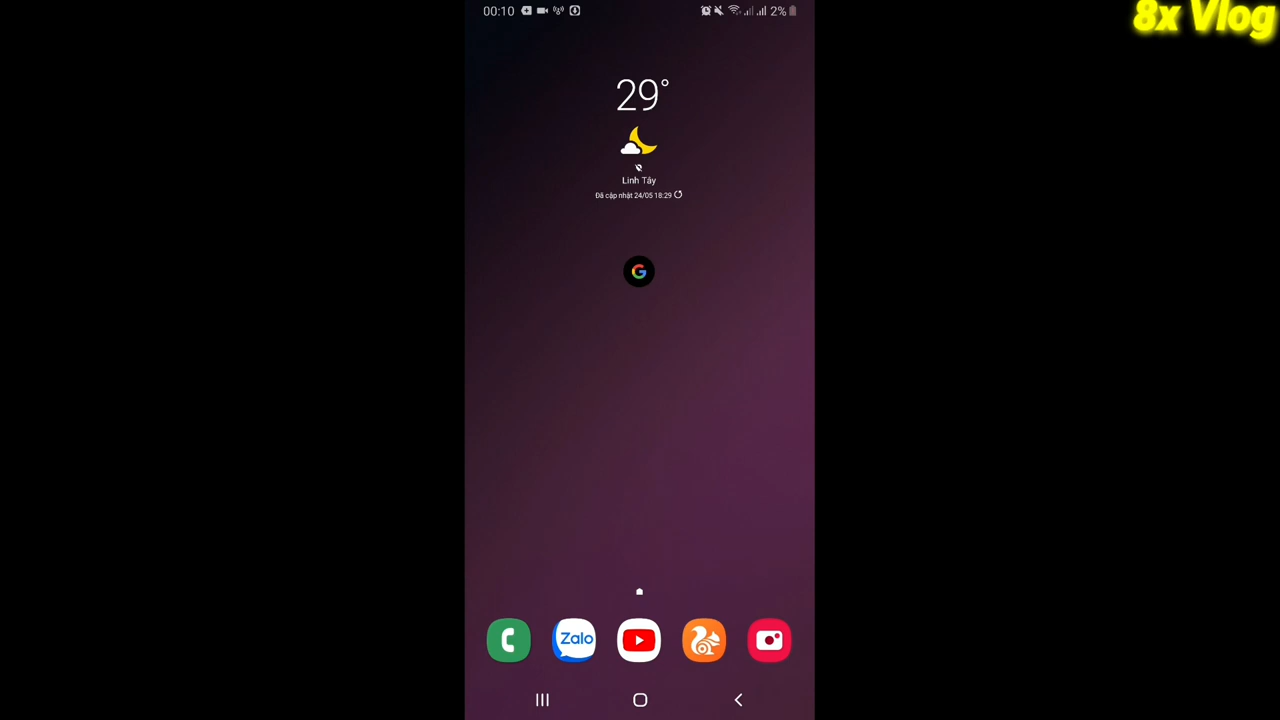 00:10
2%
8x Vlog
29°
Linh Tây
Đã cập nhật 24/05 18:29
G
Zalo